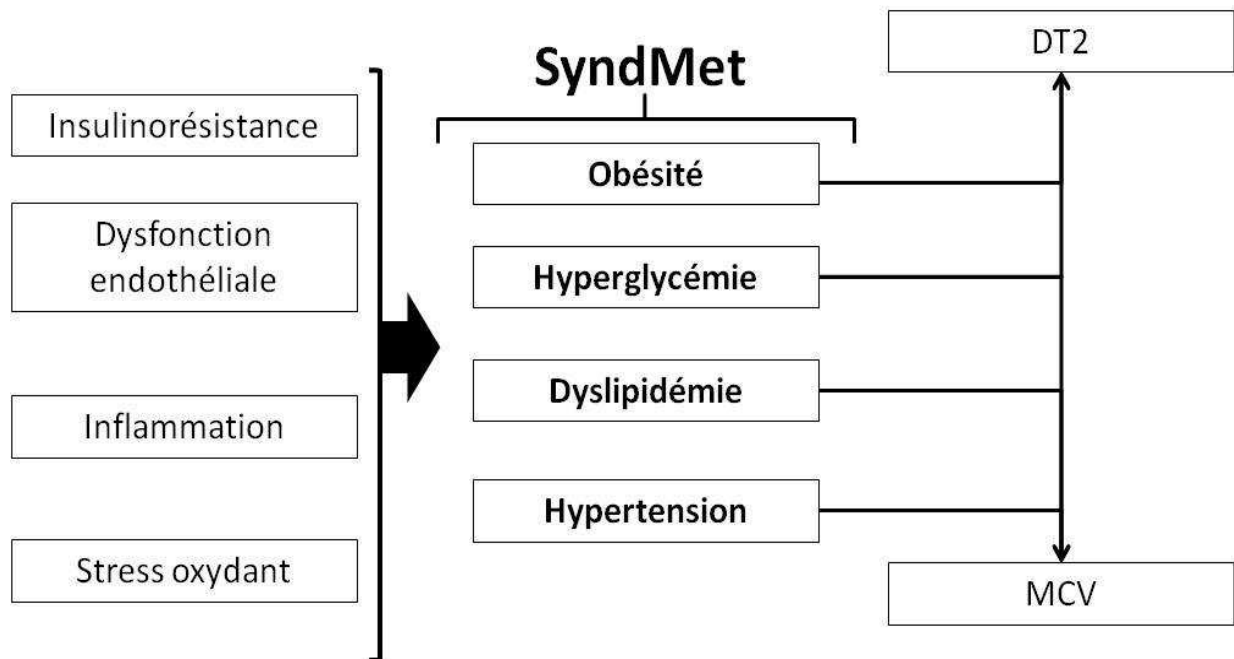 Insulinorésistance
Dysfonction
endothéliale
Inflammation
Stress oxydant
SyndMet
Obésité
Hyperglycémie
Dyslipidémie
Hypertension
DT2
MCV